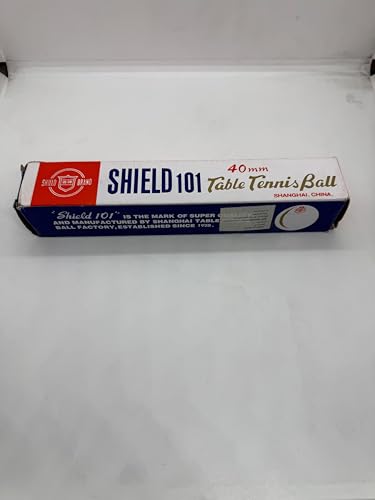 SHIELD BRAND
SHIELD 101
40mm
Table Tennis Ball
SHANGHAI, CHINA.
"Shield 101" IS THE MARK OF SUPER
AND MANUFACTURED BY SHANGHAI TABLE
BALL FACTORY, ESTABLISHED SINCE